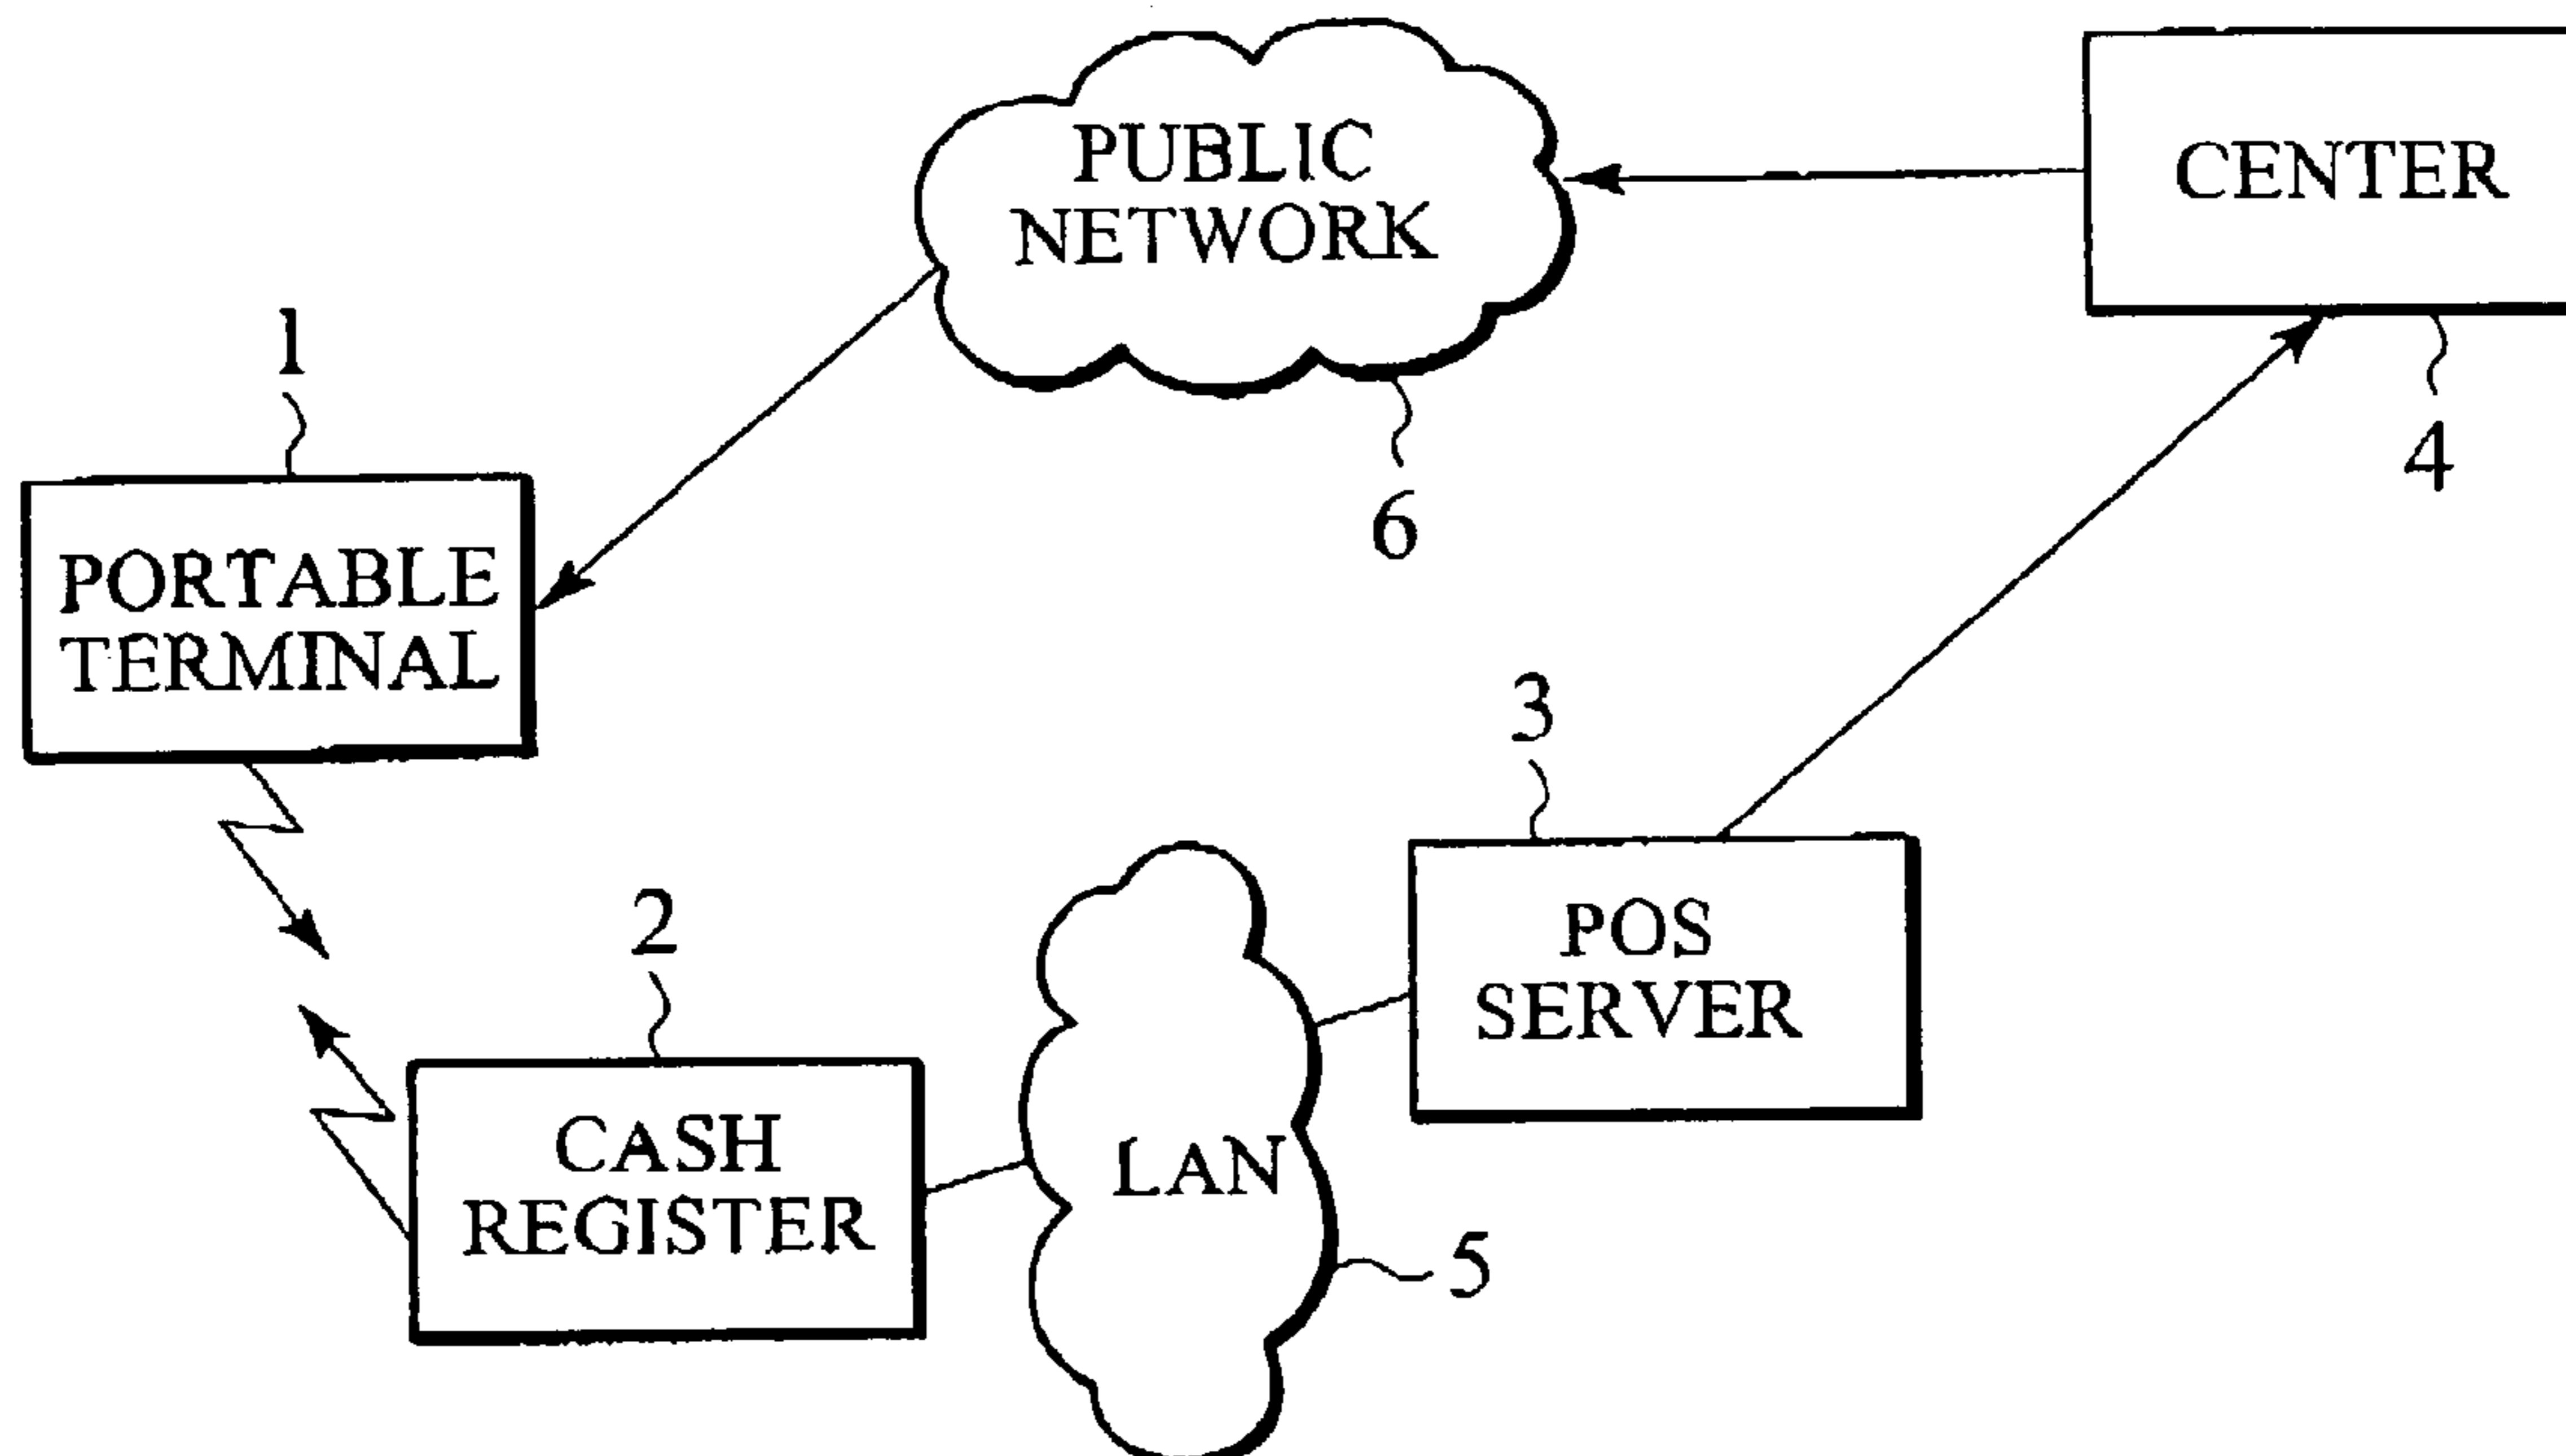 PUBLIC
NETWORK
CENTER
1
4
6
PORTABLE
TERMINAL
3
2
POS
SERVER
CASH
REGISTER
LAN
5